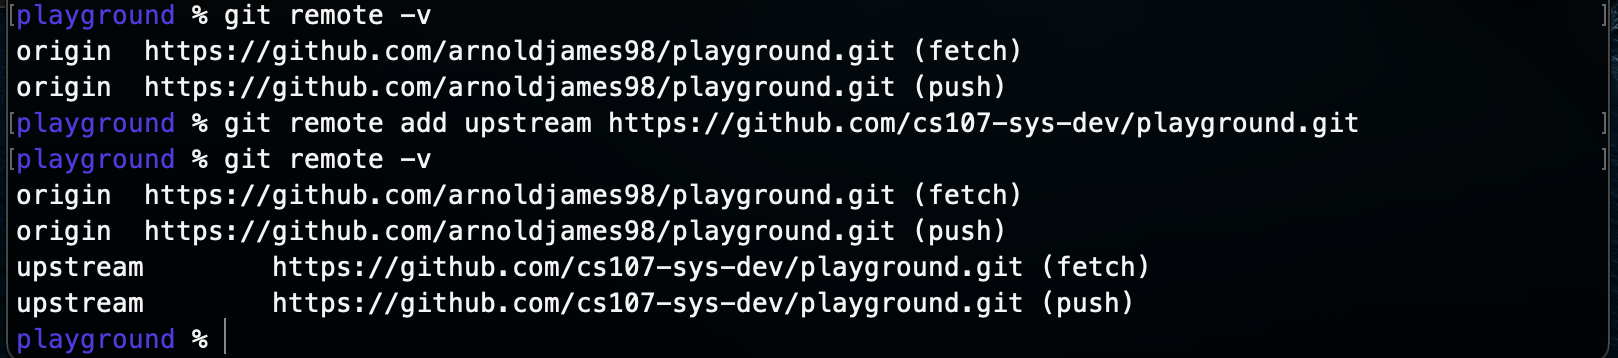 [playground % git remote -v ]
origin  https://github.com/arnoldjames98/playground.git (fetch)
origin  https://github.com/arnoldjames98/playground.git (push)
[playground % git remote add upstream https://github.com/cs107-sys-dev/playground.git ]
[playground % git remote -v ]
origin  https://github.com/arnoldjames98/playground.git (fetch)
origin  https://github.com/arnoldjames98/playground.git (push)
upstream        https://github.com/cs107-sys-dev/playground.git (fetch)
upstream        https://github.com/cs107-sys-dev/playground.git (push)
playground %